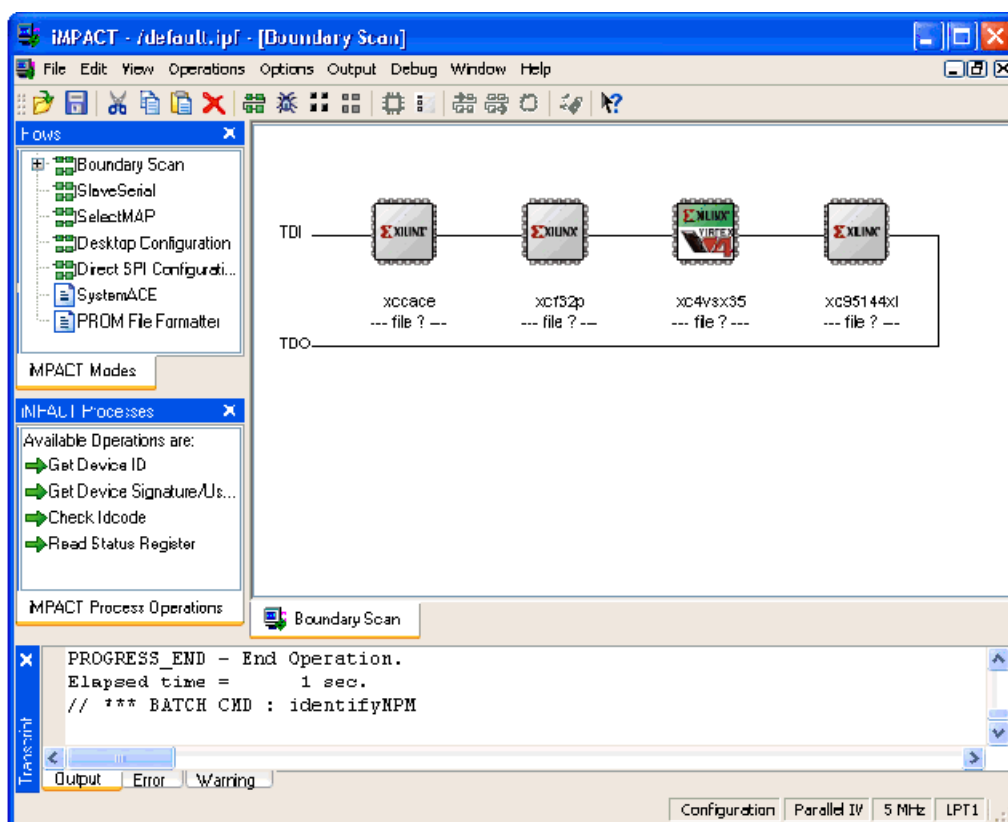 iMPACT - /default.ipf - [Boundary Scan]
File Edit View Operations Options Output Debug Window Help
Flows
Boundary Scan
SlaveSerial
SelectMAP
Desktop Configuration
Direct SPI Configurati...
SystemACE
PROM File Formatter
iMPACT Modes
iMPACT Processes
Available Operations are:
Get Device ID
Get Device Signature/Us...
Check Idcode
Read Status Register
iMPACT Process Operations
TDI
XILINX XILINX XILINX XILINX
VIRTEX
4
xccace xcf32p xc4vsx35 xc95144xl
--- file ? --- --- file ? --- --- file ? --- --- file ? ---
TDO
Boundary Scan
PROGRESS_END - End Operation.
Elapsed time = 1 sec.
// *** BATCH CMD : identifyMPM
Transcript
Output Error Warning
Configuration Parallel IV 5 MHz LPT1